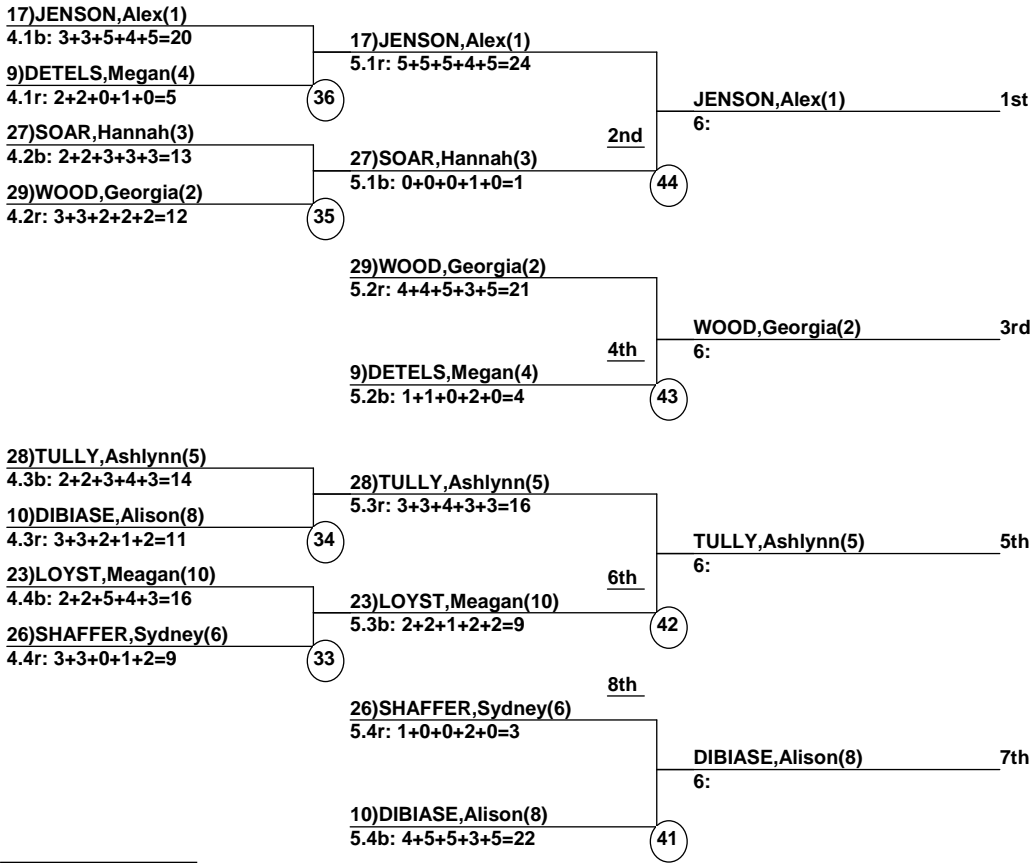 17)JENSON,Alex(1)
4.1b: 3+3+5+4+5=20
9)DETELS,Megan(4)
4.1r: 2+2+0+1+0=5
36
27)SOAR,Hannah(3)
4.2b: 2+2+3+3+3=13
29)WOOD,Georgia(2)
4.2r: 3+3+2+2+2=12
35
17)JENSON,Alex(1)
5.1r: 5+5+5+4+5=24
2nd
27)SOAR,Hannah(3)
5.1b: 0+0+0+1+0=1
44
JENSON,Alex(1)
1st
6:
29)WOOD,Georgia(2)
5.2r: 4+4+5+3+5=21
4th
9)DETELS,Megan(4)
5.2b: 1+1+0+2+0=4
43
WOOD,Georgia(2)
3rd
6:
28)TULLY,Ashlynn(5)
4.3b: 2+2+3+4+3=14
10)DIBIASE,Alison(8)
4.3r: 3+3+2+1+2=11
34
23)LOYST,Meagan(10)
4.4b: 2+2+5+4+3=16
26)SHAFFER,Sydney(6)
4.4r: 3+3+0+1+2=9
33
28)TULLY,Ashlynn(5)
5.3r: 3+3+4+3+3=16
6th
23)LOYST,Meagan(10)
5.3b: 2+2+1+2+2=9
42
TULLY,Ashlynn(5)
5th
6:
8th
26)SHAFFER,Sydney(6)
5.4r: 1+0+0+2+0=3
10)DIBIASE,Alison(8)
5.4b: 4+5+5+3+5=22
41
DIBIASE,Alison(8)
7th
6: